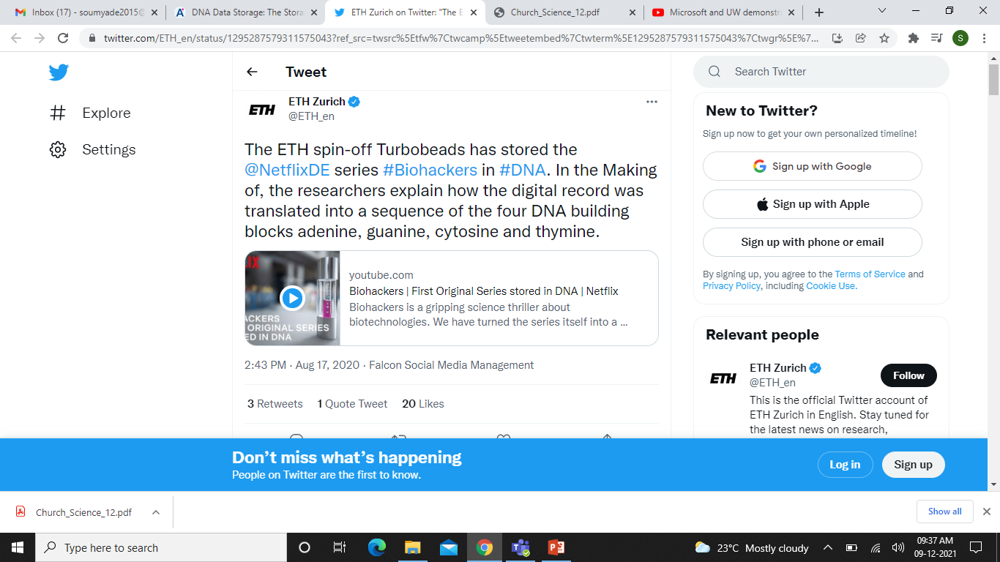 Inbox (17) - soumyade2015@
DNA Data Storage: The Stora
ETH Zurich on Twitter: "The E
Church_Science_12.pdf
Microsoft and UW demonstr
twitter.com/ETH_en/status/1295287579311575043?ref_src=twsrc%5Etfw%7Ctwcamp%5Etweetembed%7Ctwterm%5E1295287579311575043%7Ctwgr%5E%7...
S
Explore
Settings
Tweet
ETH
ETH Zurich
@ETH_en
The ETH spin-off Turbobeads has stored the
@NetflixDE series #Biohackers in #DNA. In the Making
of, the researchers explain how the digital record was
translated into a sequence of the four DNA building
blocks adenine, guanine, cytosine and thymine.
LIX
ACKERS
ORIGINAL SERIES
ED IN DNA
youtube.com
Biohackers | First Original Series stored in DNA | Netflix
Biohackers is a gripping science thriller about
biotechnologies. We have turned the series itself into a ...
2:43 PM · Aug 17, 2020 · Falcon Social Media Management
3 Retweets 1 Quote Tweet 20 Likes
Search Twitter
New to Twitter?
Sign up now to get your own personalized timeline!
Sign up with Google
Sign up with Apple
Sign up with phone or email
By signing up, you agree to the Terms of Service and
Privacy Policy, including Cookie Use.
Relevant people
ETH
ETH Zurich
@ETH_en
Follow
This is the official Twitter account of
ETH Zurich in English. Stay tuned for
the latest news on research,
Don't miss what's happening
People on Twitter are the first to know.
Log in
Sign up
Church_Science_12.pdf
Show all
Type here to search
23°C Mostly cloudy
09:37 AM
09-12-2021